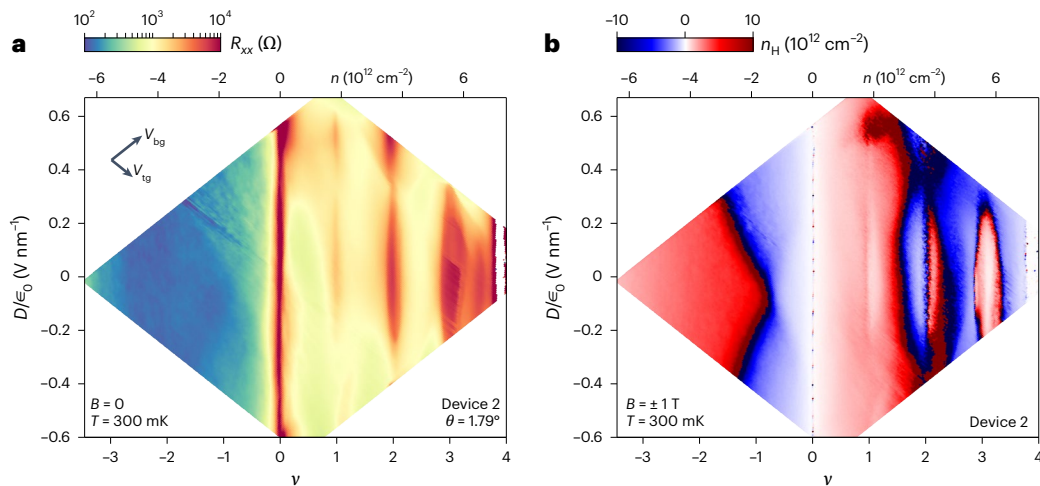 a
10² 10³ 10⁴
Rxx (Ω)
−6 −4 −2 0 n (10¹² cm⁻²) 6
D/ϵ₀ (V nm⁻¹)
0.6
0.4
0.2
0
−0.2
−0.4
−0.6
Vbg
Vtg
B = 0
T = 300 mK
Device 2
θ = 1.79°
−3 −2 −1 0 1 2 3 4
ν
b
−10 0 10
nH (10¹² cm⁻²)
−6 −4 −2 0 n (10¹² cm⁻²) 6
D/ϵ₀ (V nm⁻¹)
0.6
0.4
0.2
0
−0.2
−0.4
−0.6
B = ± 1 T
T = 300 mK
Device 2
−3 −2 −1 0 1 2 3 4
ν